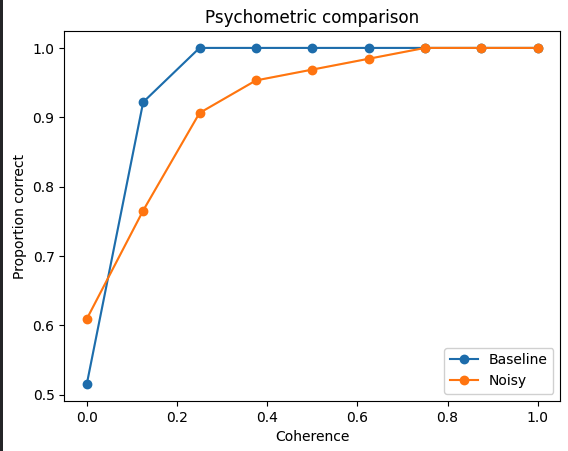 Psychometric comparison
1.0
0.9
0.8
0.7
0.6
0.5
Proportion correct
0.0 0.2 0.4 0.6 0.8 1.0
Coherence
Baseline
Noisy